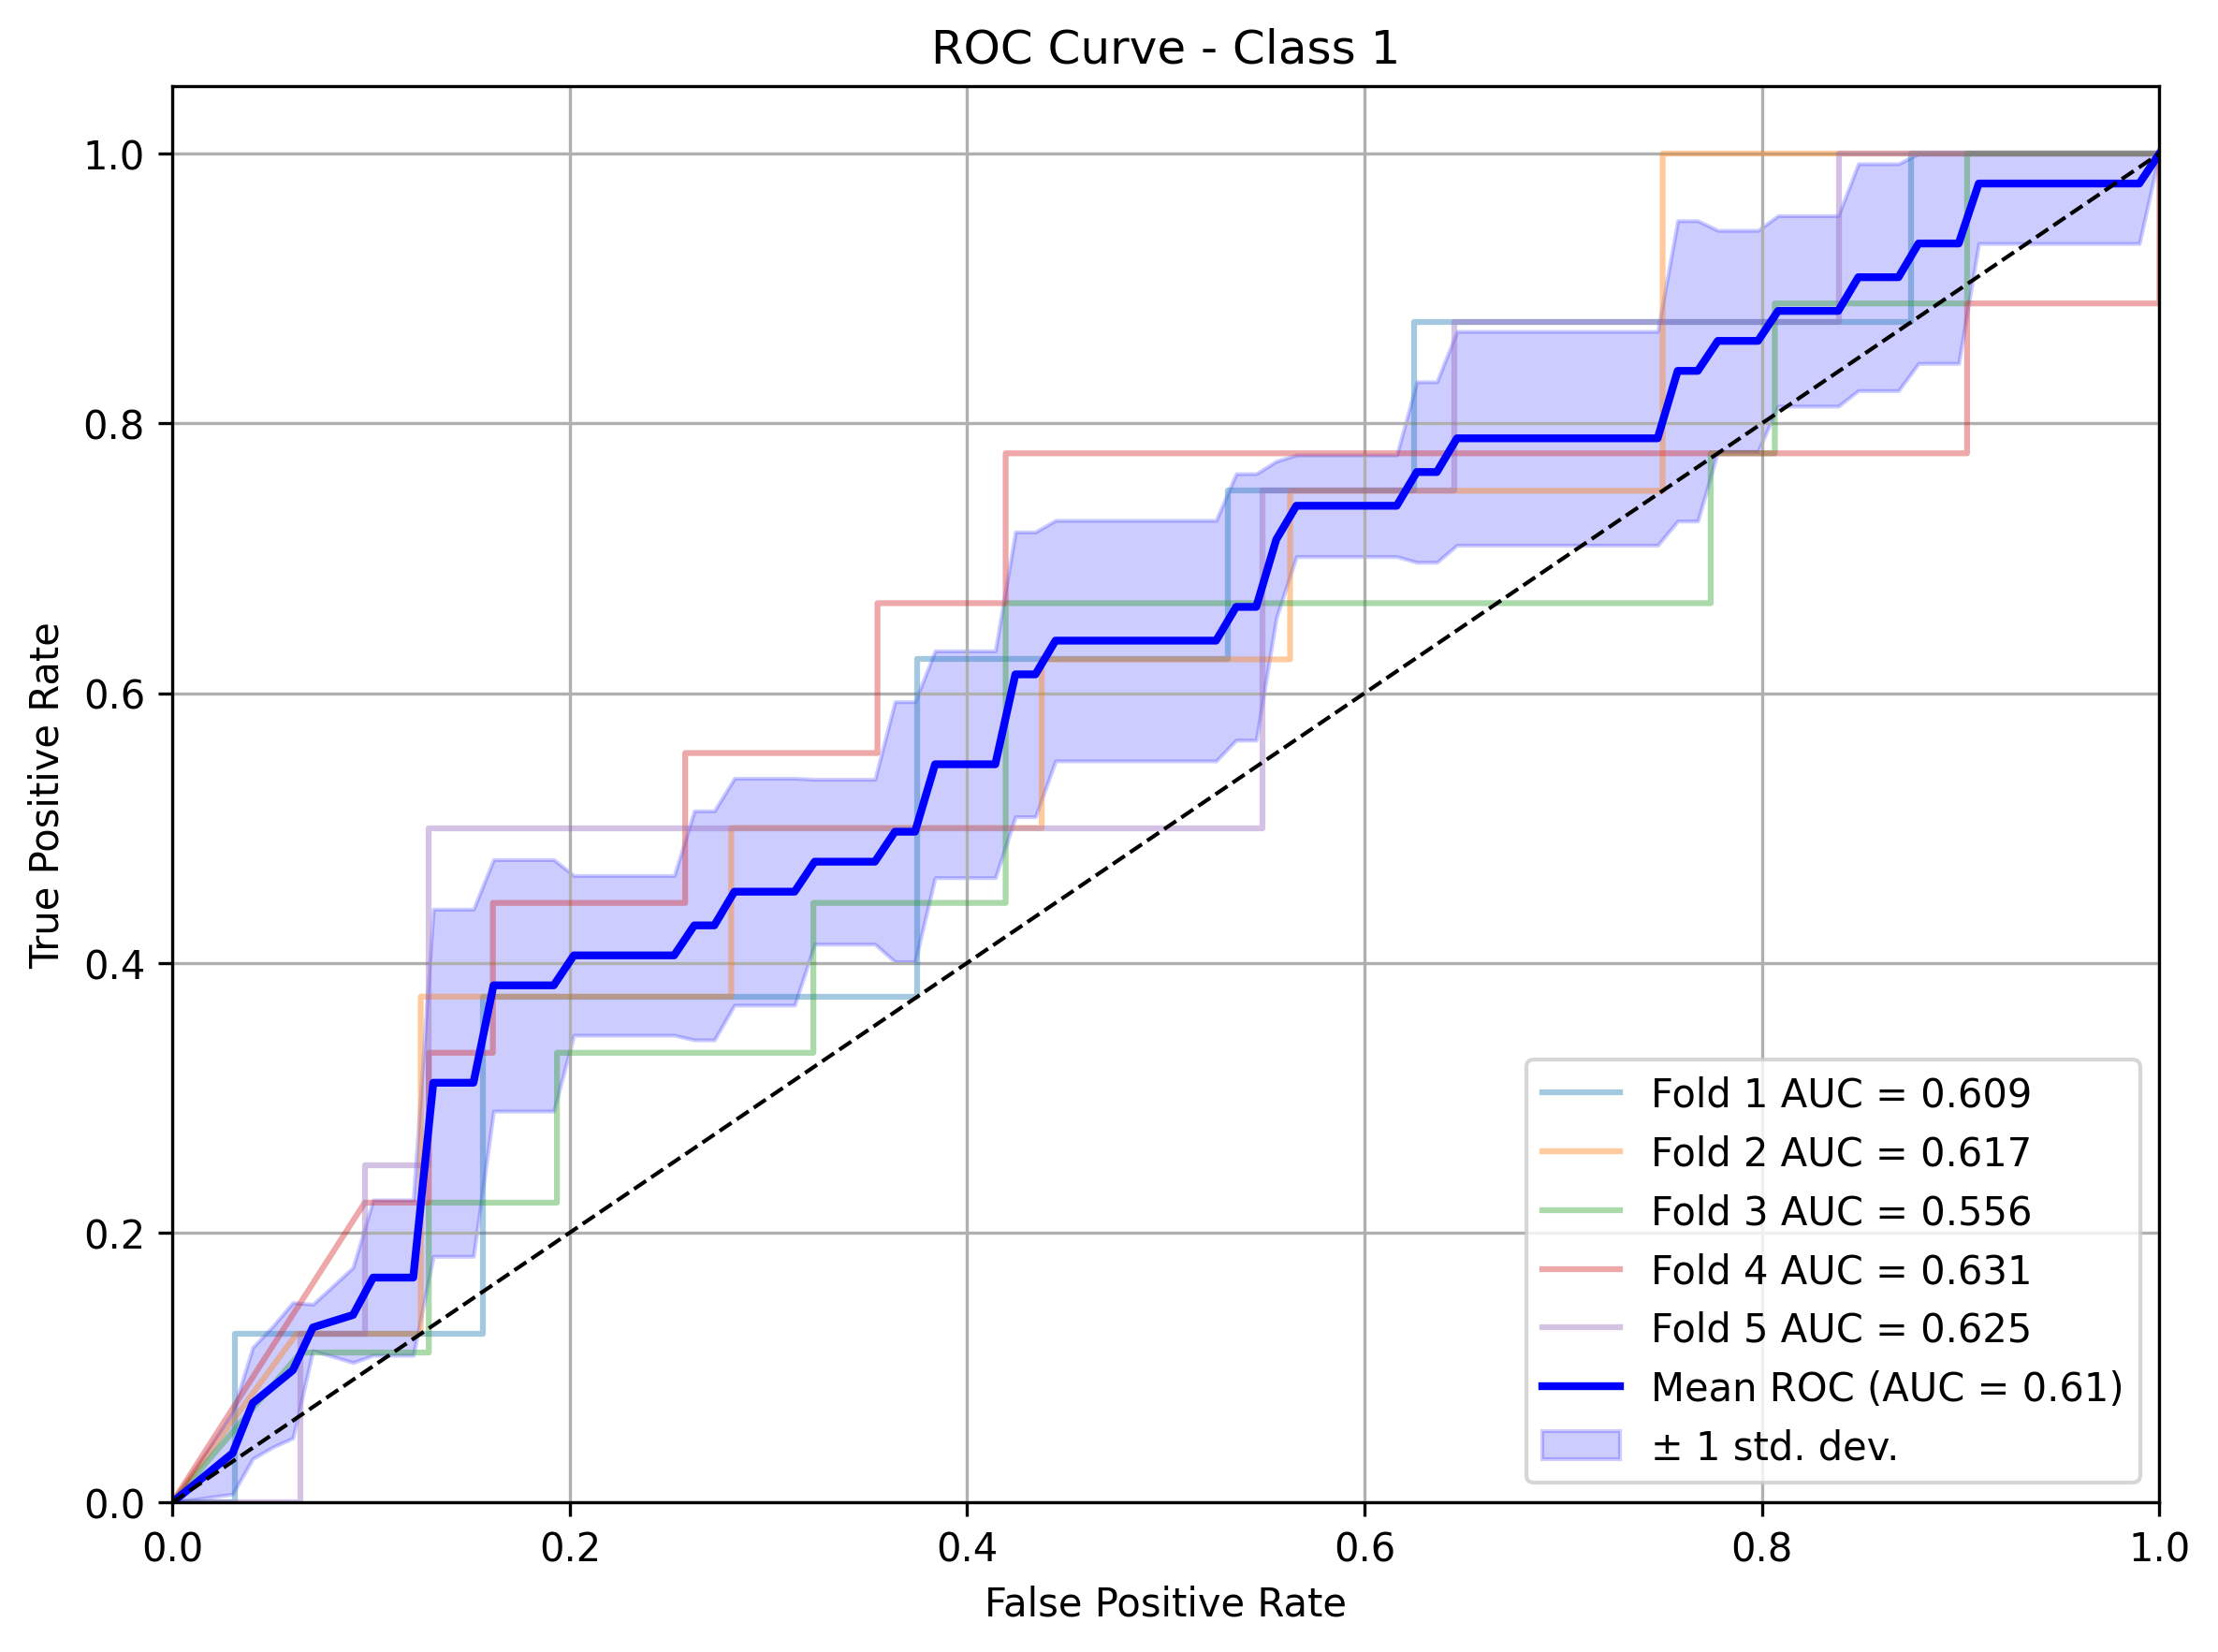 ROC Curve - Class 1
1.0
0.8
0.6
0.4
0.2
0.0
True Positive Rate
0.0 0.2 0.4 0.6 0.8 1.0
False Positive Rate
Fold 1 AUC = 0.609
Fold 2 AUC = 0.617
Fold 3 AUC = 0.556
Fold 4 AUC = 0.631
Fold 5 AUC = 0.625
Mean ROC (AUC = 0.61)
± 1 std. dev.